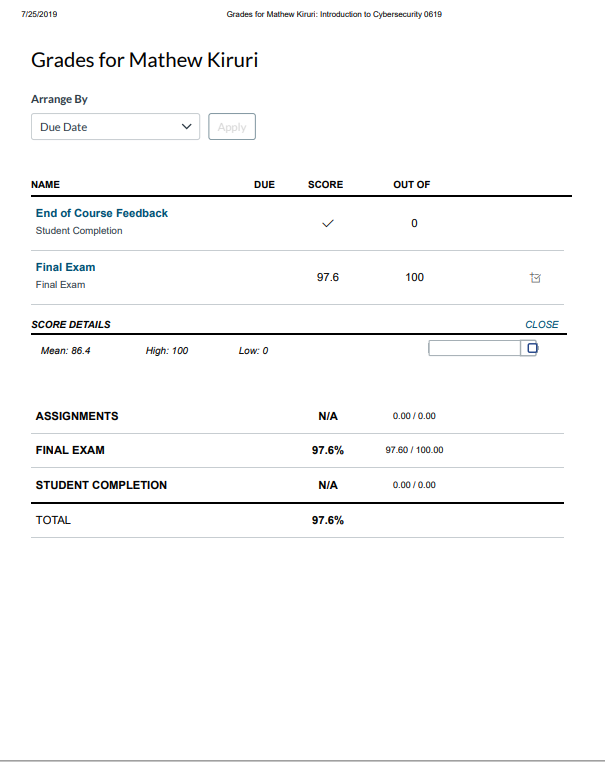 7/25/2019 Grades for Mathew Kiruri: Introduction to Cybersecurity 0619
Grades for Mathew Kiruri
Arrange By
Due Date Apply
NAME DUE SCORE OUT OF
End of Course Feedback
Student Completion
0
Final Exam
Final Exam
97.6 100
SCORE DETAILS CLOSE
Mean: 86.4 High: 100 Low: 0
ASSIGNMENTS N/A 0.00 / 0.00
FINAL EXAM 97.6% 97.60 / 100.00
STUDENT COMPLETION N/A 0.00 / 0.00
TOTAL 97.6%